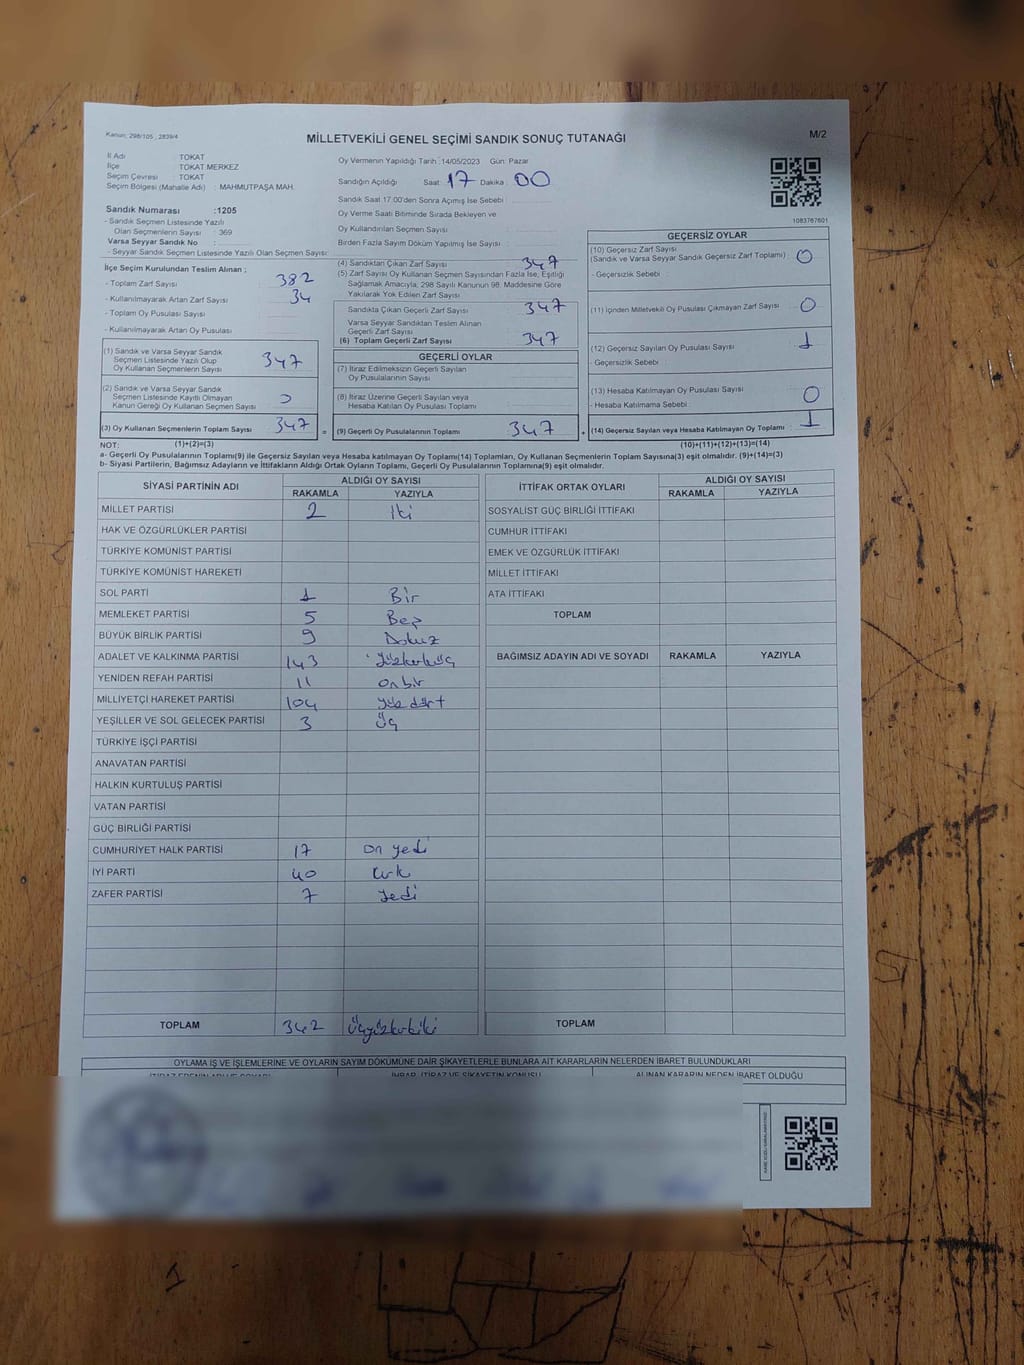 Kanun; 298/105 , 2839/4
MİLLETVEKİLİ GENEL SEÇİMİ SANDIK SONUÇ TUTANAĞI
M/2
İl Adı : TOKAT
İlçe : TOKAT MERKEZ
Seçim Çevresi : TOKAT
Seçim Bölgesi (Mahalle Adı) : MAHMUTPAŞA MAH.
Sandık Numarası :1205
- Sandık Seçmen Listesinde Yazılı
Olan Seçmenlerin Sayısı : 369
Varsa Seyyar Sandık No :
- Seyyar Sandık Seçmen Listesinde Yazılı Olan Seçmen Sayısı:
İlçe Seçim Kurulundan Teslim Alınan ;
- Toplam Zarf Sayısı : 382
- Kullanılmayarak Artan Zarf Sayısı : 34
- Toplam Oy Pusulası Sayısı :
- Kullanılmayarak Artan Oy Pusulası :
(1) Sandık ve Varsa Seyyar Sandık
Seçmen Listesinde Yazılı Olup
Oy Kullanan Seçmenlerin Sayısı : 347
(2) Sandık ve Varsa Seyyar Sandık
Seçmen Listesinde Kayıtlı Olmayan
Kanun Gereği Oy Kullanan Seçmen Sayısı : 0
(3) Oy Kullanan Seçmenlerin Toplam Sayısı : 347
Oy Vermenin Yapıldığı Tarih : 14/05/2023 Gün: Pazar
Sandığın Açıldığı Saat: 17 Dakika : 00
Sandık Saat 17:00'den Sonra Açılmış İse Sebebi :
Oy Verme Saati Bitiminde Sırada Bekleyen ve
Oy Kullandırılan Seçmen Sayısı :
Birden Fazla Sayım Döküm Yapılmış İse Sayısı :
(4) Sandıktan Çıkan Zarf Sayısı : 347
(5) Zarf Sayısı Oy Kullanan Seçmen Sayısından Fazla İse, Eşitliği
Sağlamak Amacıyla; 298 Sayılı Kanunun 98. Maddesine Göre
Yakılarak Yok Edilen Zarf Sayısı :
Sandıkta Çıkan Geçerli Zarf Sayısı : 347
Varsa Seyyar Sandıktan Teslim Alınan
Geçerli Zarf Sayısı :
(6) Toplam Geçerli Zarf Sayısı : 347
GEÇERLİ OYLAR
(7) İtiraz Edilmeksizin Geçerli Sayılan
Oy Pusulalarının Sayısı :
(8) İtiraz Üzerine Geçerli Sayılan veya
Hesaba Katılan Oy Pusulası Toplamı :
= (9) Geçerli Oy Pusulalarının Toplamı : 347
1083767601
GEÇERSİZ OYLAR
(10) Geçersiz Zarf Sayısı
(Sandık ve Varsa Seyyar Sandık Geçersiz Zarf Toplamı) : 0
- Geçersizlik Sebebi :
(11) İçinden Milletvekili Oy Pusulası Çıkmayan Zarf Sayısı : 0
(12) Geçersiz Sayılan Oy Pusulası Sayısı : 1
- Geçersizlik Sebebi :
(13) Hesaba Katılmayan Oy Pusulası Sayısı : 0
- Hesaba Katılmama Sebebi :
+ (14) Geçersiz Sayılan veya Hesaba Katılmayan Oy Toplamı : 1
NOT: (1)+(2)=(3) (10)+(11)+(12)+(13)=(14)
a- Geçerli Oy Pusulalarının Toplamı(9) ile Geçersiz Sayılan veya Hesaba Katılmayan Oy Toplamı(14) Toplamları, Oy Kullanan Seçmenlerin Toplam Sayısına(3) eşit olmalıdır. (9)+(14)=(3)
b- Siyasi Partilerin, Bağımsız Adayların ve İttifakların Aldığı Ortak Oyların Toplamı, Geçerli Oy Pusulalarının Toplamına(9) eşit olmalıdır.
SİYASİ PARTİNİN ADI ALDIĞI OY SAYISI
RAKAMLA YAZIYLA
MİLLET PARTİSİ 2 İki
HAK VE ÖZGÜRLÜKLER PARTİSİ
TÜRKİYE KOMÜNİST PARTİSİ
TÜRKİYE KOMÜNİST HAREKETİ
SOL PARTİ 1 Bir
MEMLEKET PARTİSİ 5 Beş
BÜYÜK BİRLİK PARTİSİ 9 Dokuz
ADALET VE KALKINMA PARTİSİ 143 Yüzkırküç
YENİDEN REFAH PARTİSİ 11 onbir
MİLLİYETÇİ HAREKET PARTİSİ 104 yüz dört
YEŞİLLER VE SOL GELECEK PARTİSİ 3 Üç
TÜRKİYE İŞÇİ PARTİSİ
ANAVATAN PARTİSİ
HALKIN KURTULUŞ PARTİSİ
VATAN PARTİSİ
GÜÇ BİRLİĞİ PARTİSİ
CUMHURİYET HALK PARTİSİ 17 On yedi
İYİ PARTİ 40 kırk
ZAFER PARTİSİ 7 Yedi
TOPLAM 342 Üçyüzkırkiki
İTTİFAK ORTAK OYLARI ALDIĞI OY SAYISI
RAKAMLA YAZIYLA
SOSYALİST GÜÇ BİRLİĞİ İTTİFAKI
CUMHUR İTTİFAKI
EMEK VE ÖZGÜRLÜK İTTİFAKI
MİLLET İTTİFAKI
ATA İTTİFAKI
TOPLAM
BAĞIMSIZ ADAYIN ADI VE SOYADI RAKAMLA YAZIYLA
TOPLAM
OYLAMA İŞ VE İŞLEMLERİNE VE OYLARIN SAYIM DÖKÜMÜNE DAİR ŞİKAYETLERLE BUNLARA AİT KARARLARIN NELERDEN İBARET BULUNDUKLARI
İTİRAZ EDENİN ADI VE SOYADI İHBAR, İTİRAZ VE ŞİKAYETİN KONUSU ALINAN KARARIN NEDEN İBARET OLDUĞU